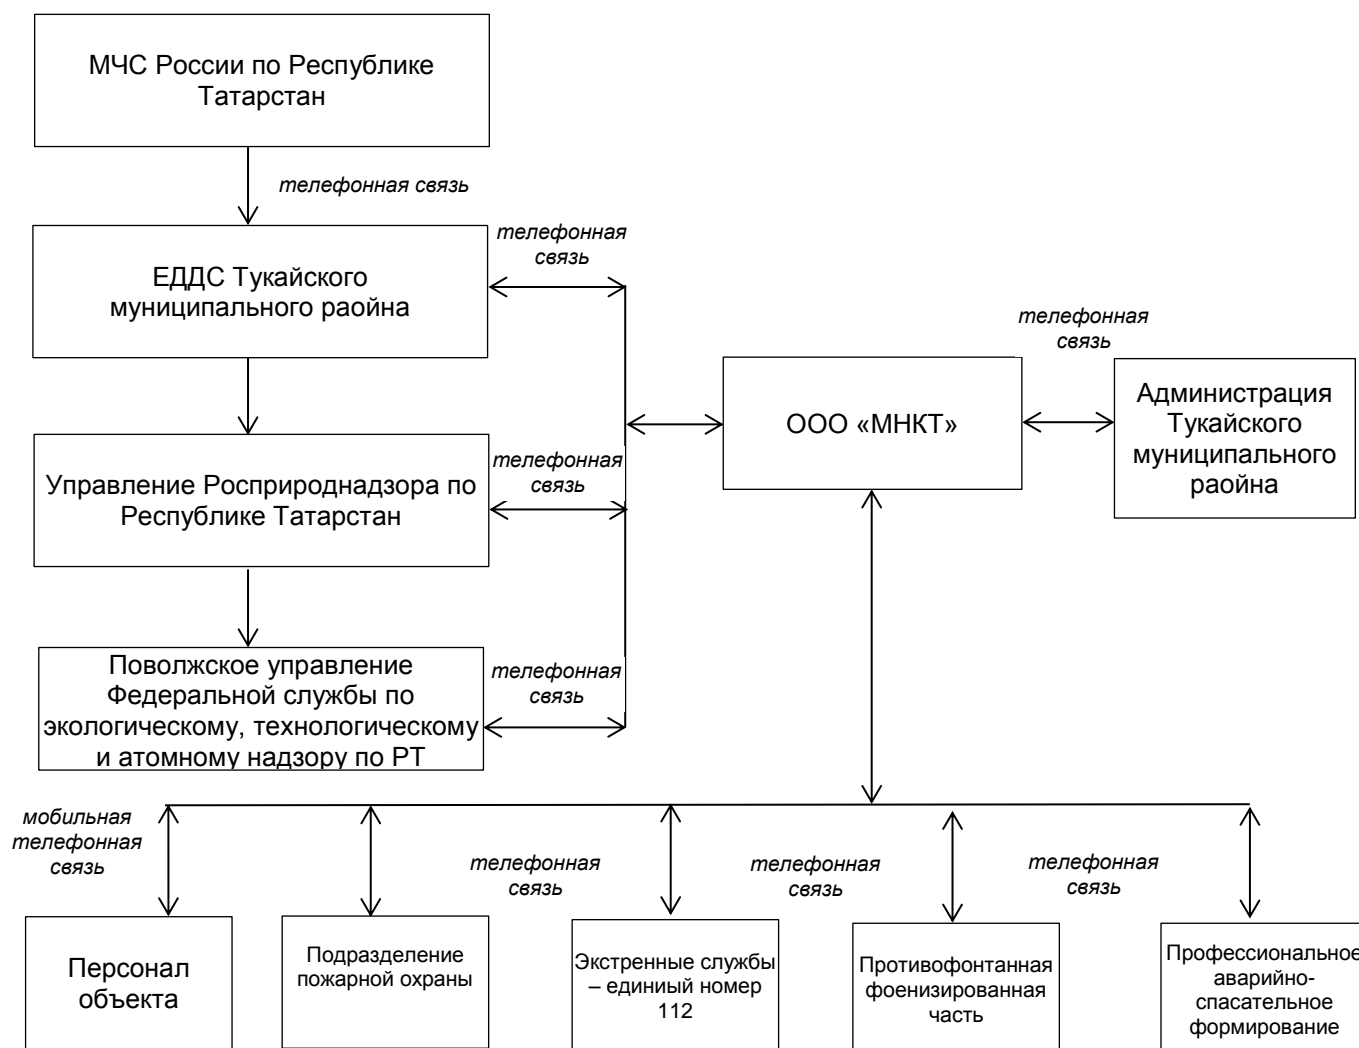 МЧС России по Республике
Татарстан
телефонная связь
ЕДДС Тукайского
муниципального раойна
телефонная
связь
Управление Росприроднадзора по
Республике Татарстан
телефонная
связь
Поволжское управление
Федеральной службы по
экологическому, технологическому
и атомному надзору по РТ
телефонная
связь
ООО «МНКТ»
телефонная
связь
Администрация
Тукайского
муниципального
раойна
мобильная
телефонная
связь
телефонная
связь
телефонная
связь
телефонная
связь
Персонал
объекта
Подразделение
пожарной охраны
Экстренные службы
– единиый номер
112
Противофонтанная
фоенизированная
часть
Профессиональное
аварийно-
спасательное
формирование